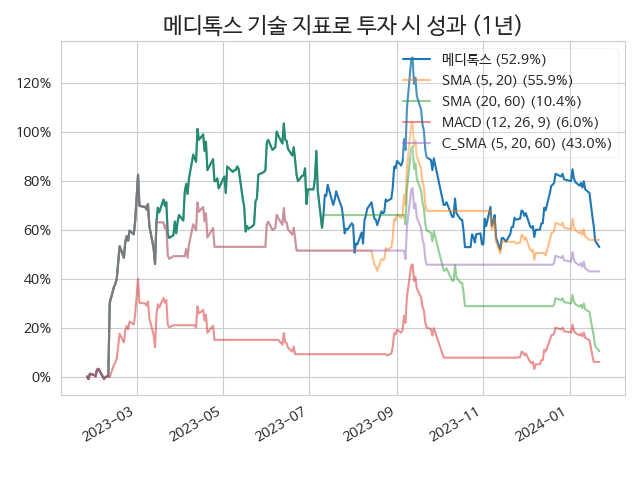 메디톡스 기술 지표로 투자 시 성과 (1년)
메디톡스 (52.9%)
SMA (5, 20) (55.9%)
SMA (20, 60) (10.4%)
MACD (12, 26, 9) (6.0%)
C_SMA (5, 20, 60) (43.0%)
120%
100%
80%
60%
40%
20%
0%
2023-03
2023-05
2023-07
2023-09
2023-11
2024-01